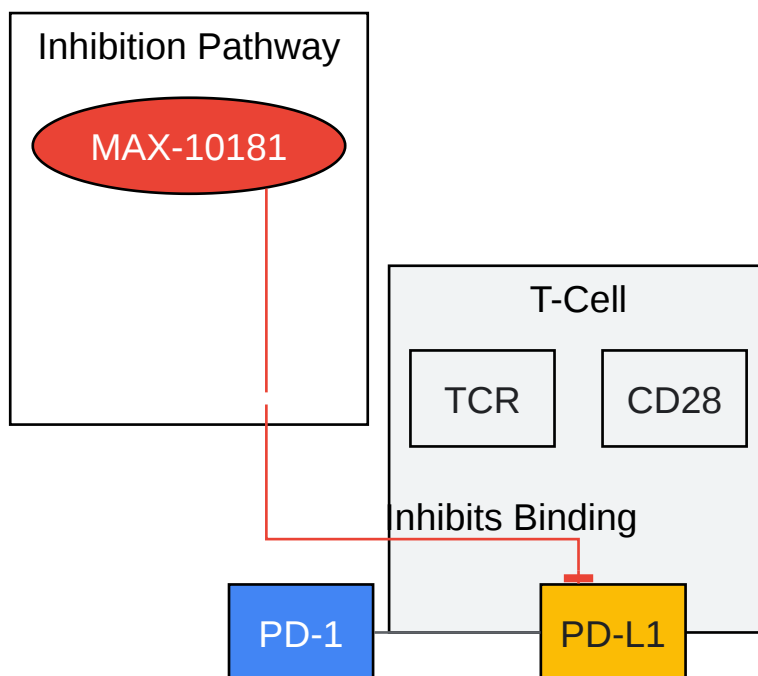 Inhibition Pathway
MAX-10181
T-Cell
TCR
CD28
Inhibits Binding
PD-1
PD-L1